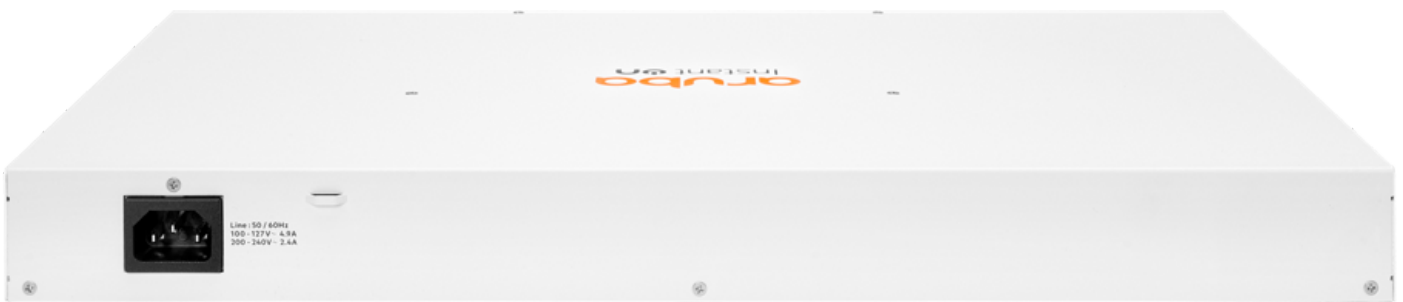 aruba
Instant On
Line : 50 / 60Hz
100 - 127V~ 4.9A
200 - 240V~ 2.4A